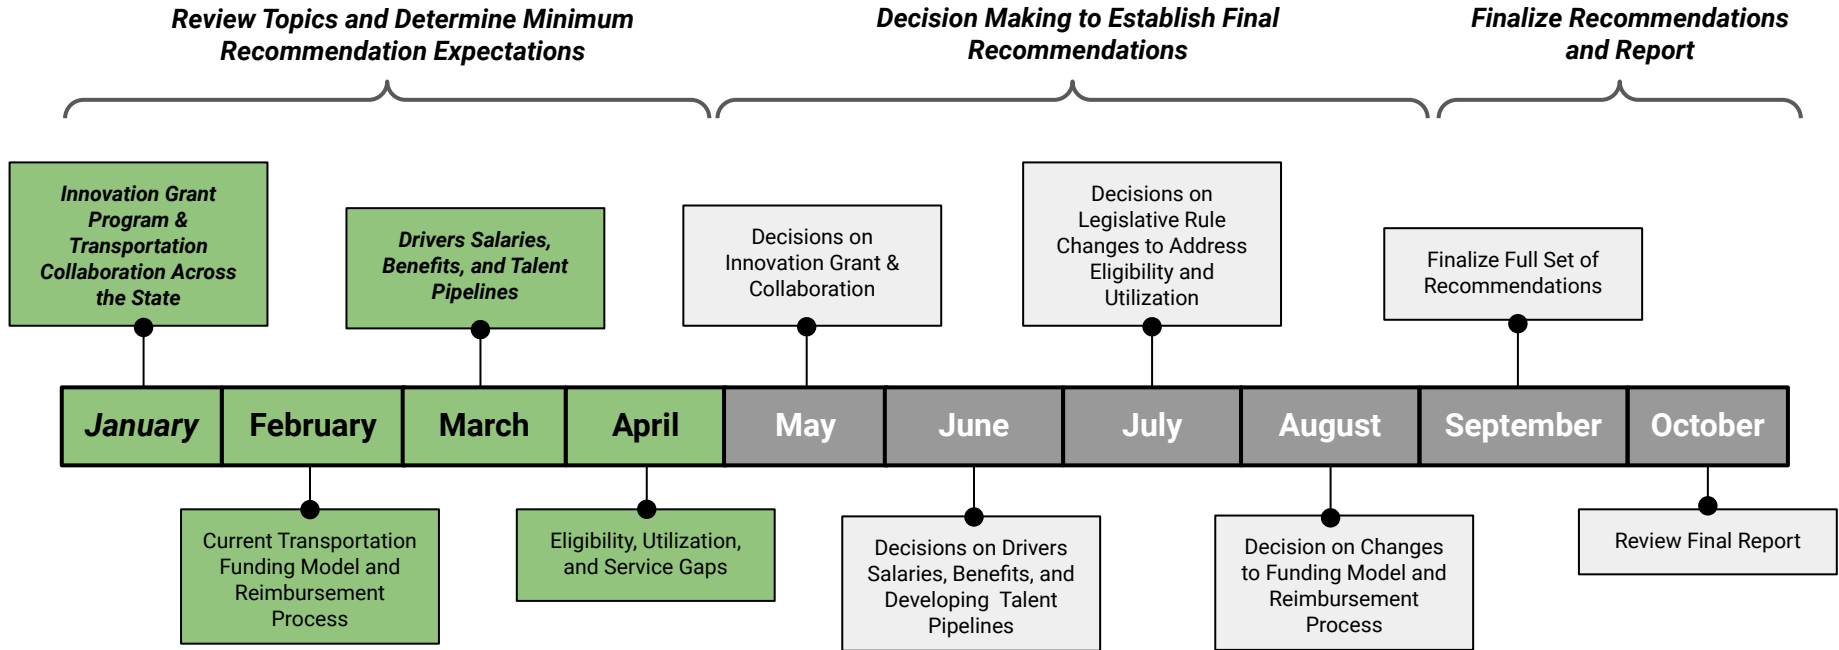 Review Topics and Determine Minimum
Recommendation Expectations
Decision Making to Establish Final
Recommendations
Finalize Recommendations
and Report
Innovation Grant
Program &
Transportation
Collaboration Across
the State
Drivers Salaries,
Benefits, and Talent
Pipelines
Decisions on
Innovation Grant &
Collaboration
Decisions on
Legislative Rule
Changes to Address
Eligibility and
Utilization
Finalize Full Set of
Recommendations
January
February
March
April
May
June
July
August
September
October
Current Transportation
Funding Model and
Reimbursement
Process
Eligibility, Utilization,
and Service Gaps
Decisions on Drivers
Salaries, Benefits, and
Developing Talent
Pipelines
Decision on Changes
to Funding Model and
Reimbursement
Process
Review Final Report